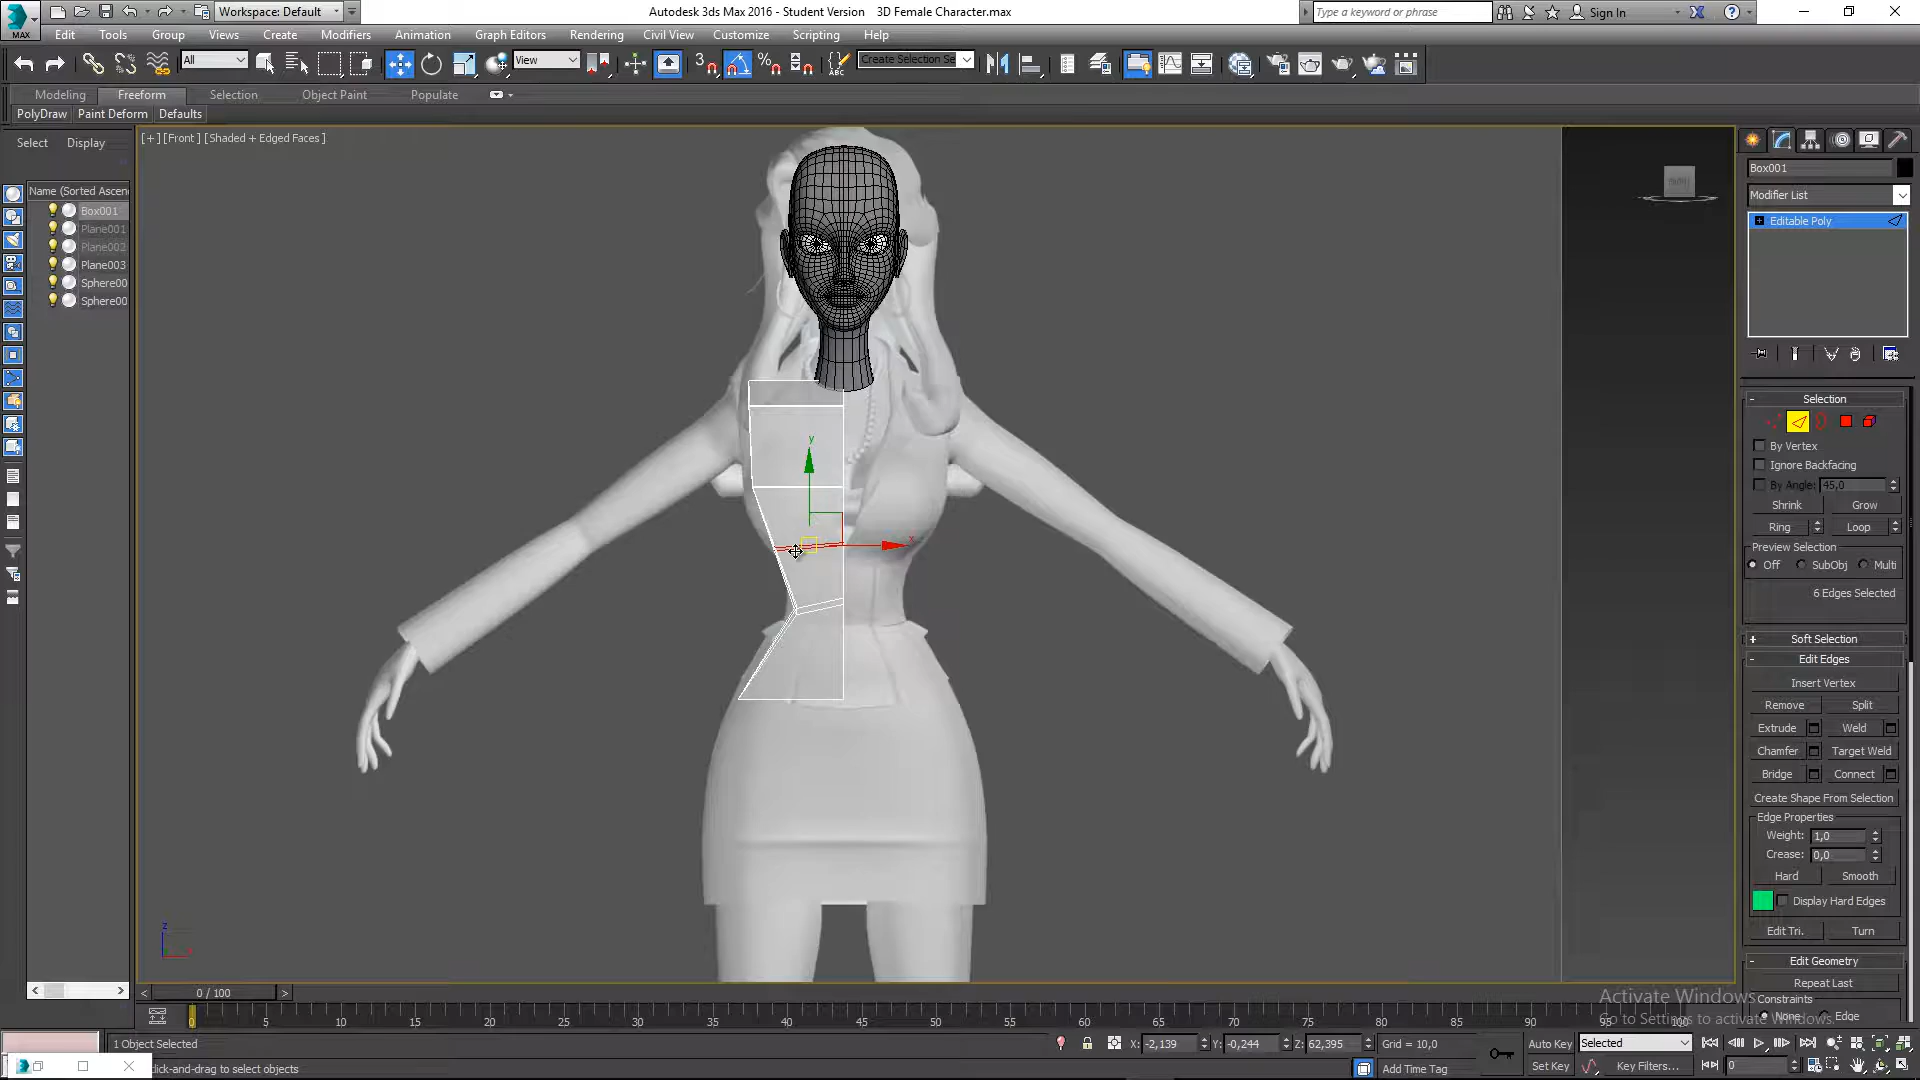 Autodesk 3ds Max 2016 - Student Version    3D Female Character.max
MAX
Workspace: Default
Type a keyword or phrase
Sign In
Edit Tools Group Views Create Modifiers Animation Graph Editors Rendering Civil View Customize Scripting Help
All
View
3
ABC
Create Selection Se
Modeling Freeform Selection Object Paint Populate
PolyDraw Paint Deform Defaults
Select Display
[+] [Front] [Shaded + Edged Faces ]
Name (Sorted Ascen
Box001
Plane001
Plane002
Plane003
Sphere00
Sphere00
y
x
z
Box001
Modifier List
Editable Poly
Selection
By Vertex
Ignore Backfacing
By Angle: 45,0
Shrink Grow
Ring Loop
Preview Selection
Off SubObj Multi
6 Edges Selected
Soft Selection
Edit Edges
Insert Vertex
Remove Split
Extrude Weld
Chamfer Target Weld
Bridge Connect
Create Shape From Selection
Edge Properties
Weight: 1,0
Crease: 0,0
Hard Smooth
Display Hard Edges
Edit Tri. Turn
Edit Geometry
Repeat Last
Constraints
None Edge
Activate Windows
Go to Settings to activate Windows.
0 / 100
0 5 10 15 20 25 30 35 40 45 50 55 60 65 70 75 80 85 90 95 100
1 Object Selected
X: -2,139 Y: -0,244 Z: 62,395 Grid = 10,0
Auto Key Selected
click-and-drag to select objects
Add Time Tag
Set Key Key Filters...
0